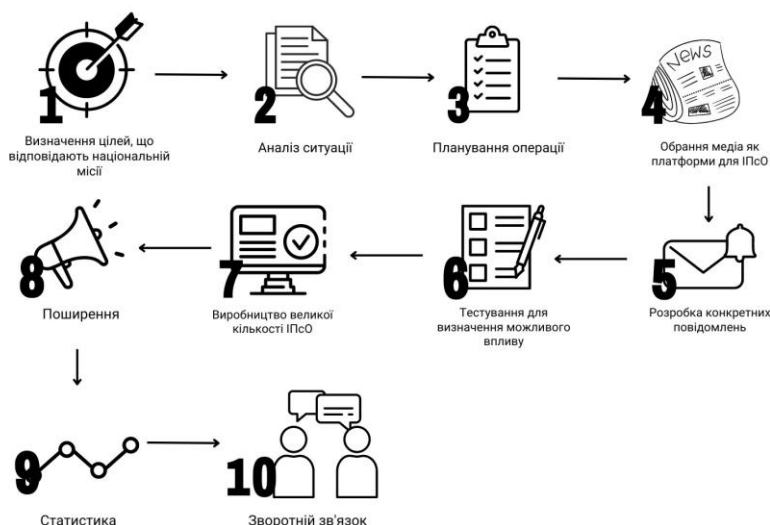 1
Визначення цілей, що
відповідають національній
місії
2
Аналіз ситуації
3
Планування операції
NEWS
4
Обрання медіа як
платформи для ІПсО
5
Розробка конкретних
повідомлень
6
Тестування для
визначення можливого
впливу
7
Виробництво великої
кількості ІПсО
8
Поширення
9
Статистика
10
Зворотній зв'язок